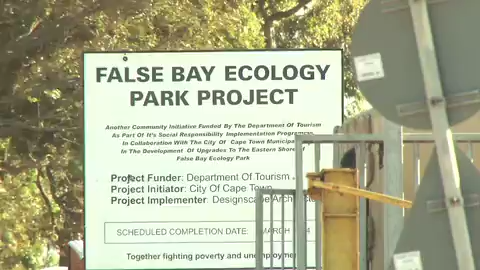 FALSE BAY ECOLOGY
PARK PROJECT
Another Community Initiative Funded By The Department Of Tourism
As Part Of It's Social Responsibility Implementation
In Collaboration With The City Of Cape Town
In The Development Of Upgrades To The Eastern Shore
False Bay Ecology Park
Project Funder: Department Of Tourism
Project Initiator: City Of Cape Town
Project Implementer: Designscape
SCHEDULED COMPLETION DATE: MARCH
Together fighting poverty and